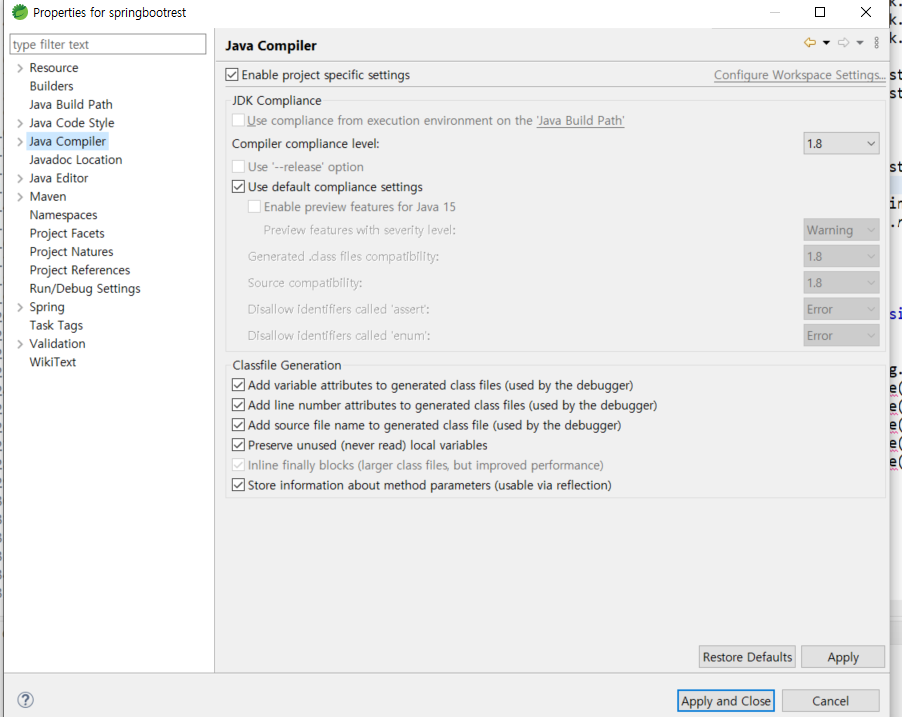 Properties for springbootrest
type filter text
Resource
Builders
Java Build Path
Java Code Style
Java Compiler
Javadoc Location
Java Editor
Maven
Namespaces
Project Facets
Project Natures
Project References
Run/Debug Settings
Spring
Task Tags
Validation
WikiText
Java Compiler
Enable project specific settings
Configure Workspace Settings...
JDK Compliance
Use compliance from execution environment on the 'Java Build Path'
Compiler compliance level: 1.8
Use '--release' option
Use default compliance settings
Enable preview features for Java 15
Preview features with severity level: Warning
Generated .class files compatibility: 1.8
Source compatibility: 1.8
Disallow identifiers called 'assert': Error
Disallow identifiers called 'enum': Error
Classfile Generation
Add variable attributes to generated class files (used by the debugger)
Add line number attributes to generated class files (used by the debugger)
Add source file name to generated class file (used by the debugger)
Preserve unused (never read) local variables
Inline finally blocks (larger class files, but improved performance)
Store information about method parameters (usable via reflection)
Restore Defaults
Apply
Apply and Close
Cancel